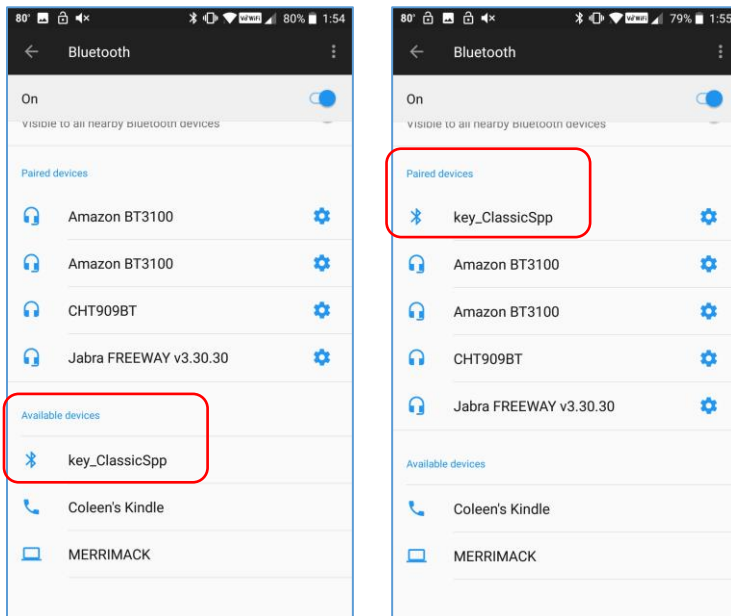 80° 80% 1:54
Bluetooth
On
Visible to all nearby Bluetooth devices
Paired devices
Amazon BT3100
Amazon BT3100
CHT909BT
Jabra FREEWAY v3.30.30
Available devices
key_ClassicSpp
Coleen's Kindle
MERRIMACK
80° 79% 1:55
Bluetooth
On
Visible to all nearby Bluetooth devices
Paired devices
key_ClassicSpp
Amazon BT3100
Amazon BT3100
CHT909BT
Jabra FREEWAY v3.30.30
Available devices
Coleen's Kindle
MERRIMACK